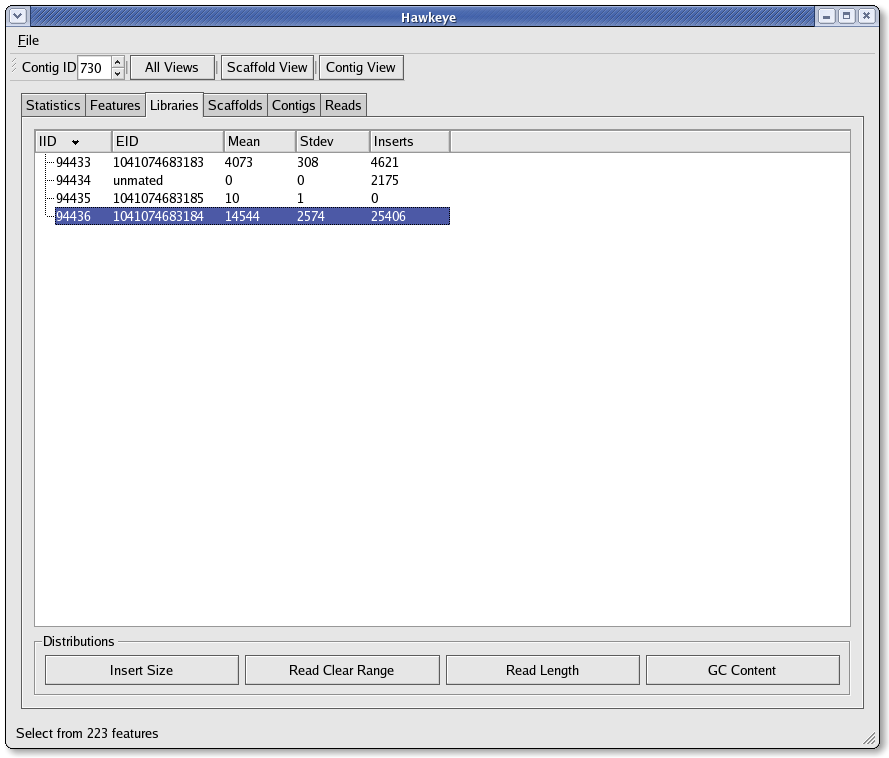 Hawkeye
File
Contig ID 730 All Views Scaffold View Contig View
Statistics Features Libraries Scaffolds Contigs Reads
IID EID Mean Stdev Inserts
94433 1041074683183 4073 308 4621
94434 unmated 0 0 2175
94435 1041074683185 10 1 0
94436 1041074683184 14544 2574 25406
Distributions
Insert Size Read Clear Range Read Length GC Content
Select from 223 features